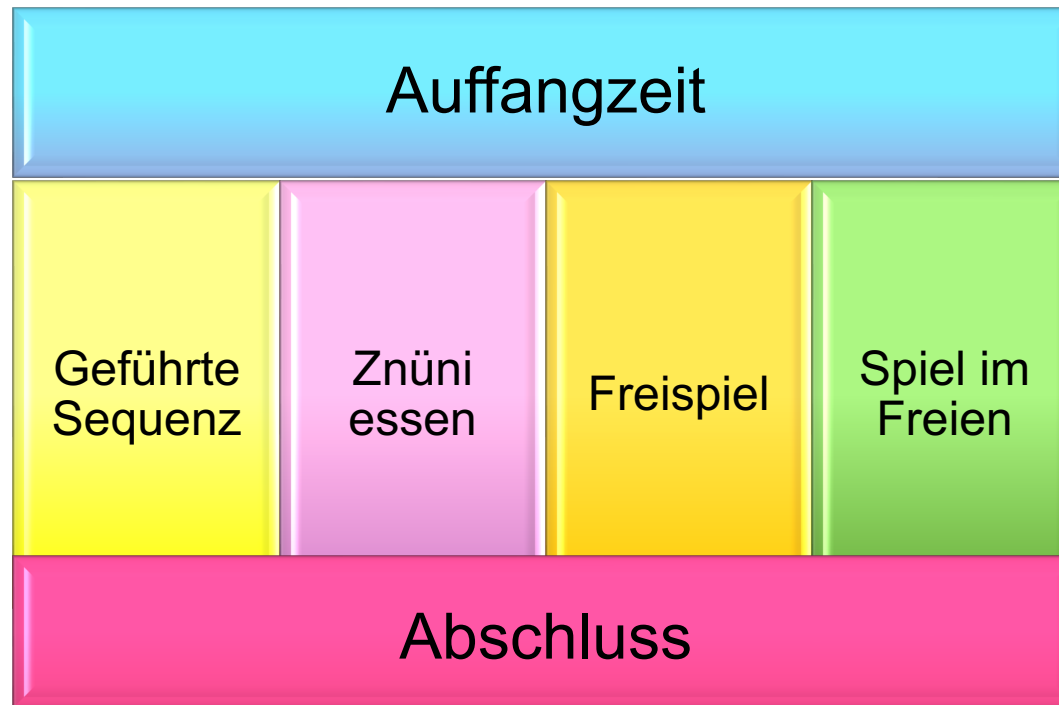 Auffangzeit
Geführte
Sequenz
Znüni
essen
Freispiel
Spiel im
Freien
Abschluss